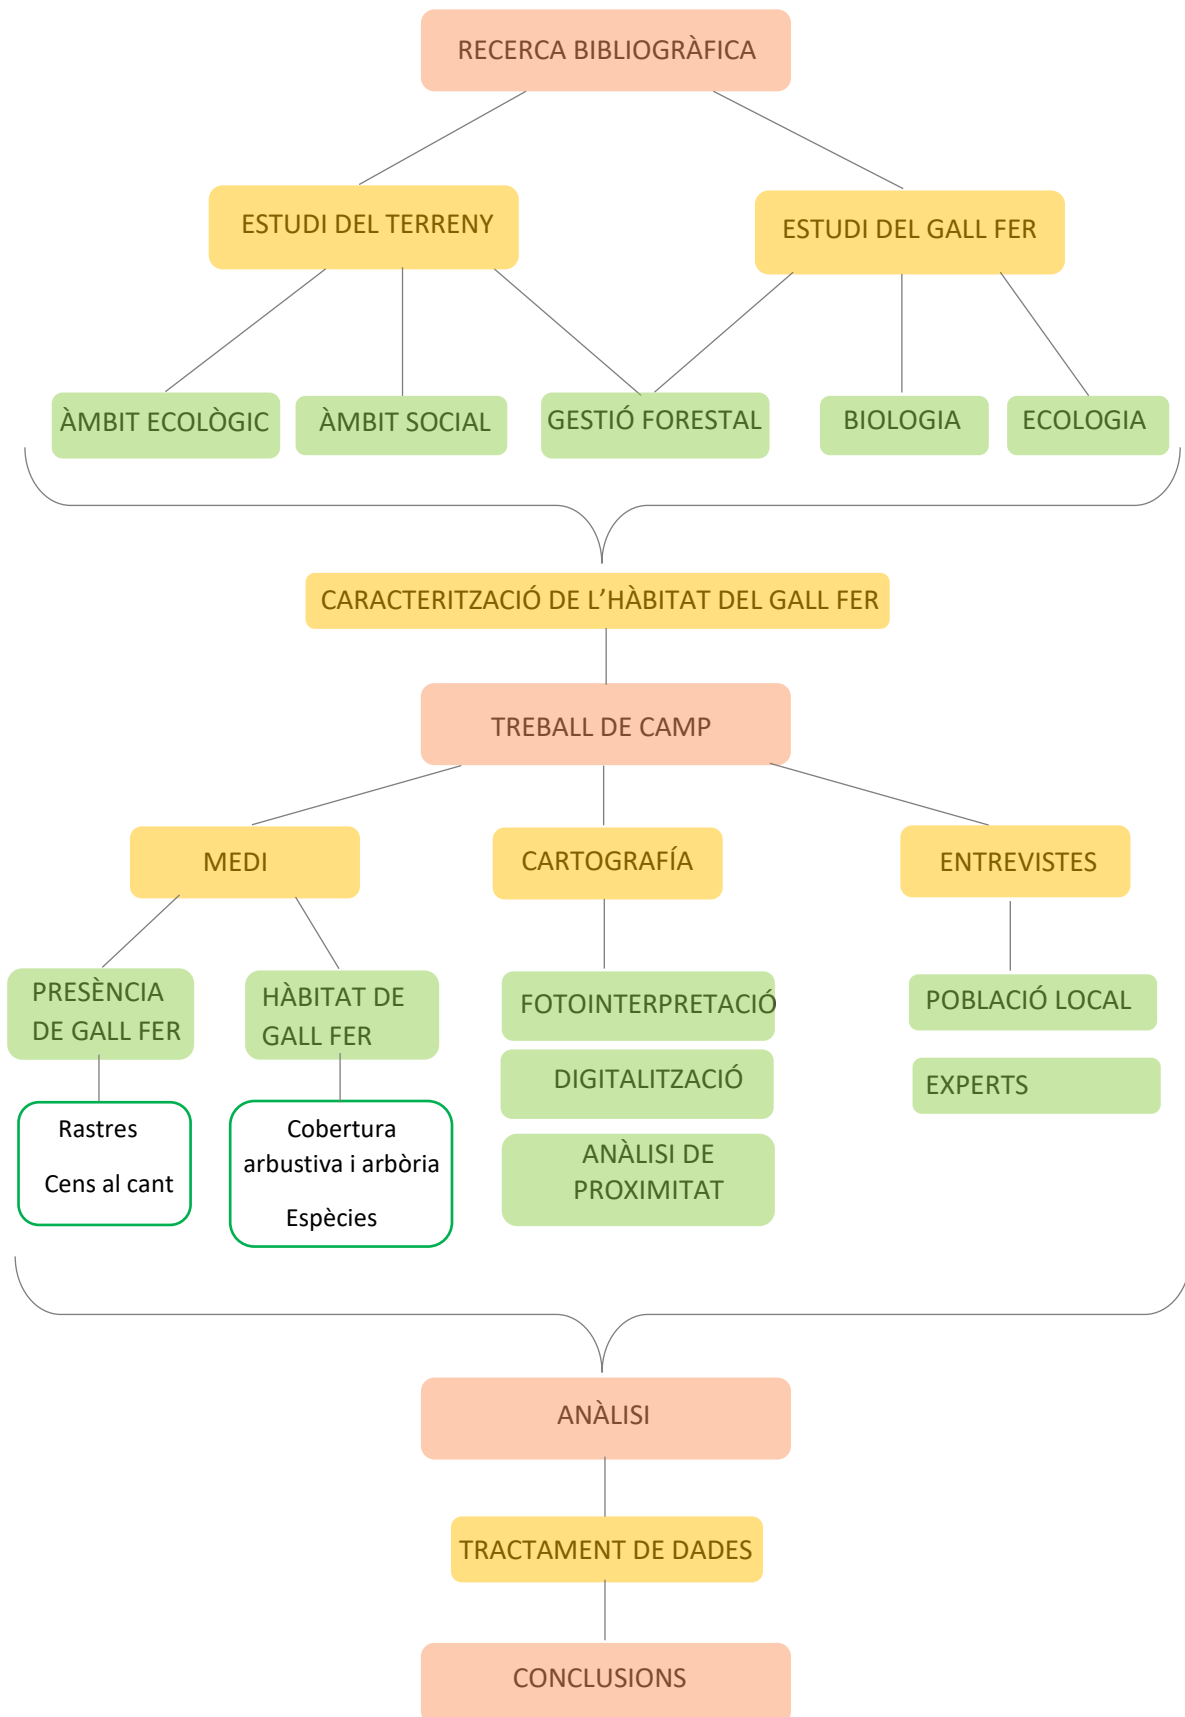 RECERCA BIBLIOGRÀFICA
ESTUDI DEL TERRENY
ESTUDI DEL GALL FER
ÀMBIT ECOLÒGIC
ÀMBIT SOCIAL
GESTIÓ FORESTAL
BIOLOGIA
ECOLOGIA
CARACTERITZACIÓ DE L’HÀBITAT DEL GALL FER
TREBALL DE CAMP
MEDI
CARTOGRAFÍA
ENTREVISTES
PRESÈNCIA
DE GALL FER
HÀBITAT DE
GALL FER
FOTOINTERPRETACIÓ
POBLACIÓ LOCAL
DIGITALITZACIÓ
EXPERTS
Rastres
Cens al cant
Cobertura
arbustiva i arbòria
Espècies
ANÀLISI DE
PROXIMITAT
ANÀLISI
TRACTAMENT DE DADES
CONCLUSIONS